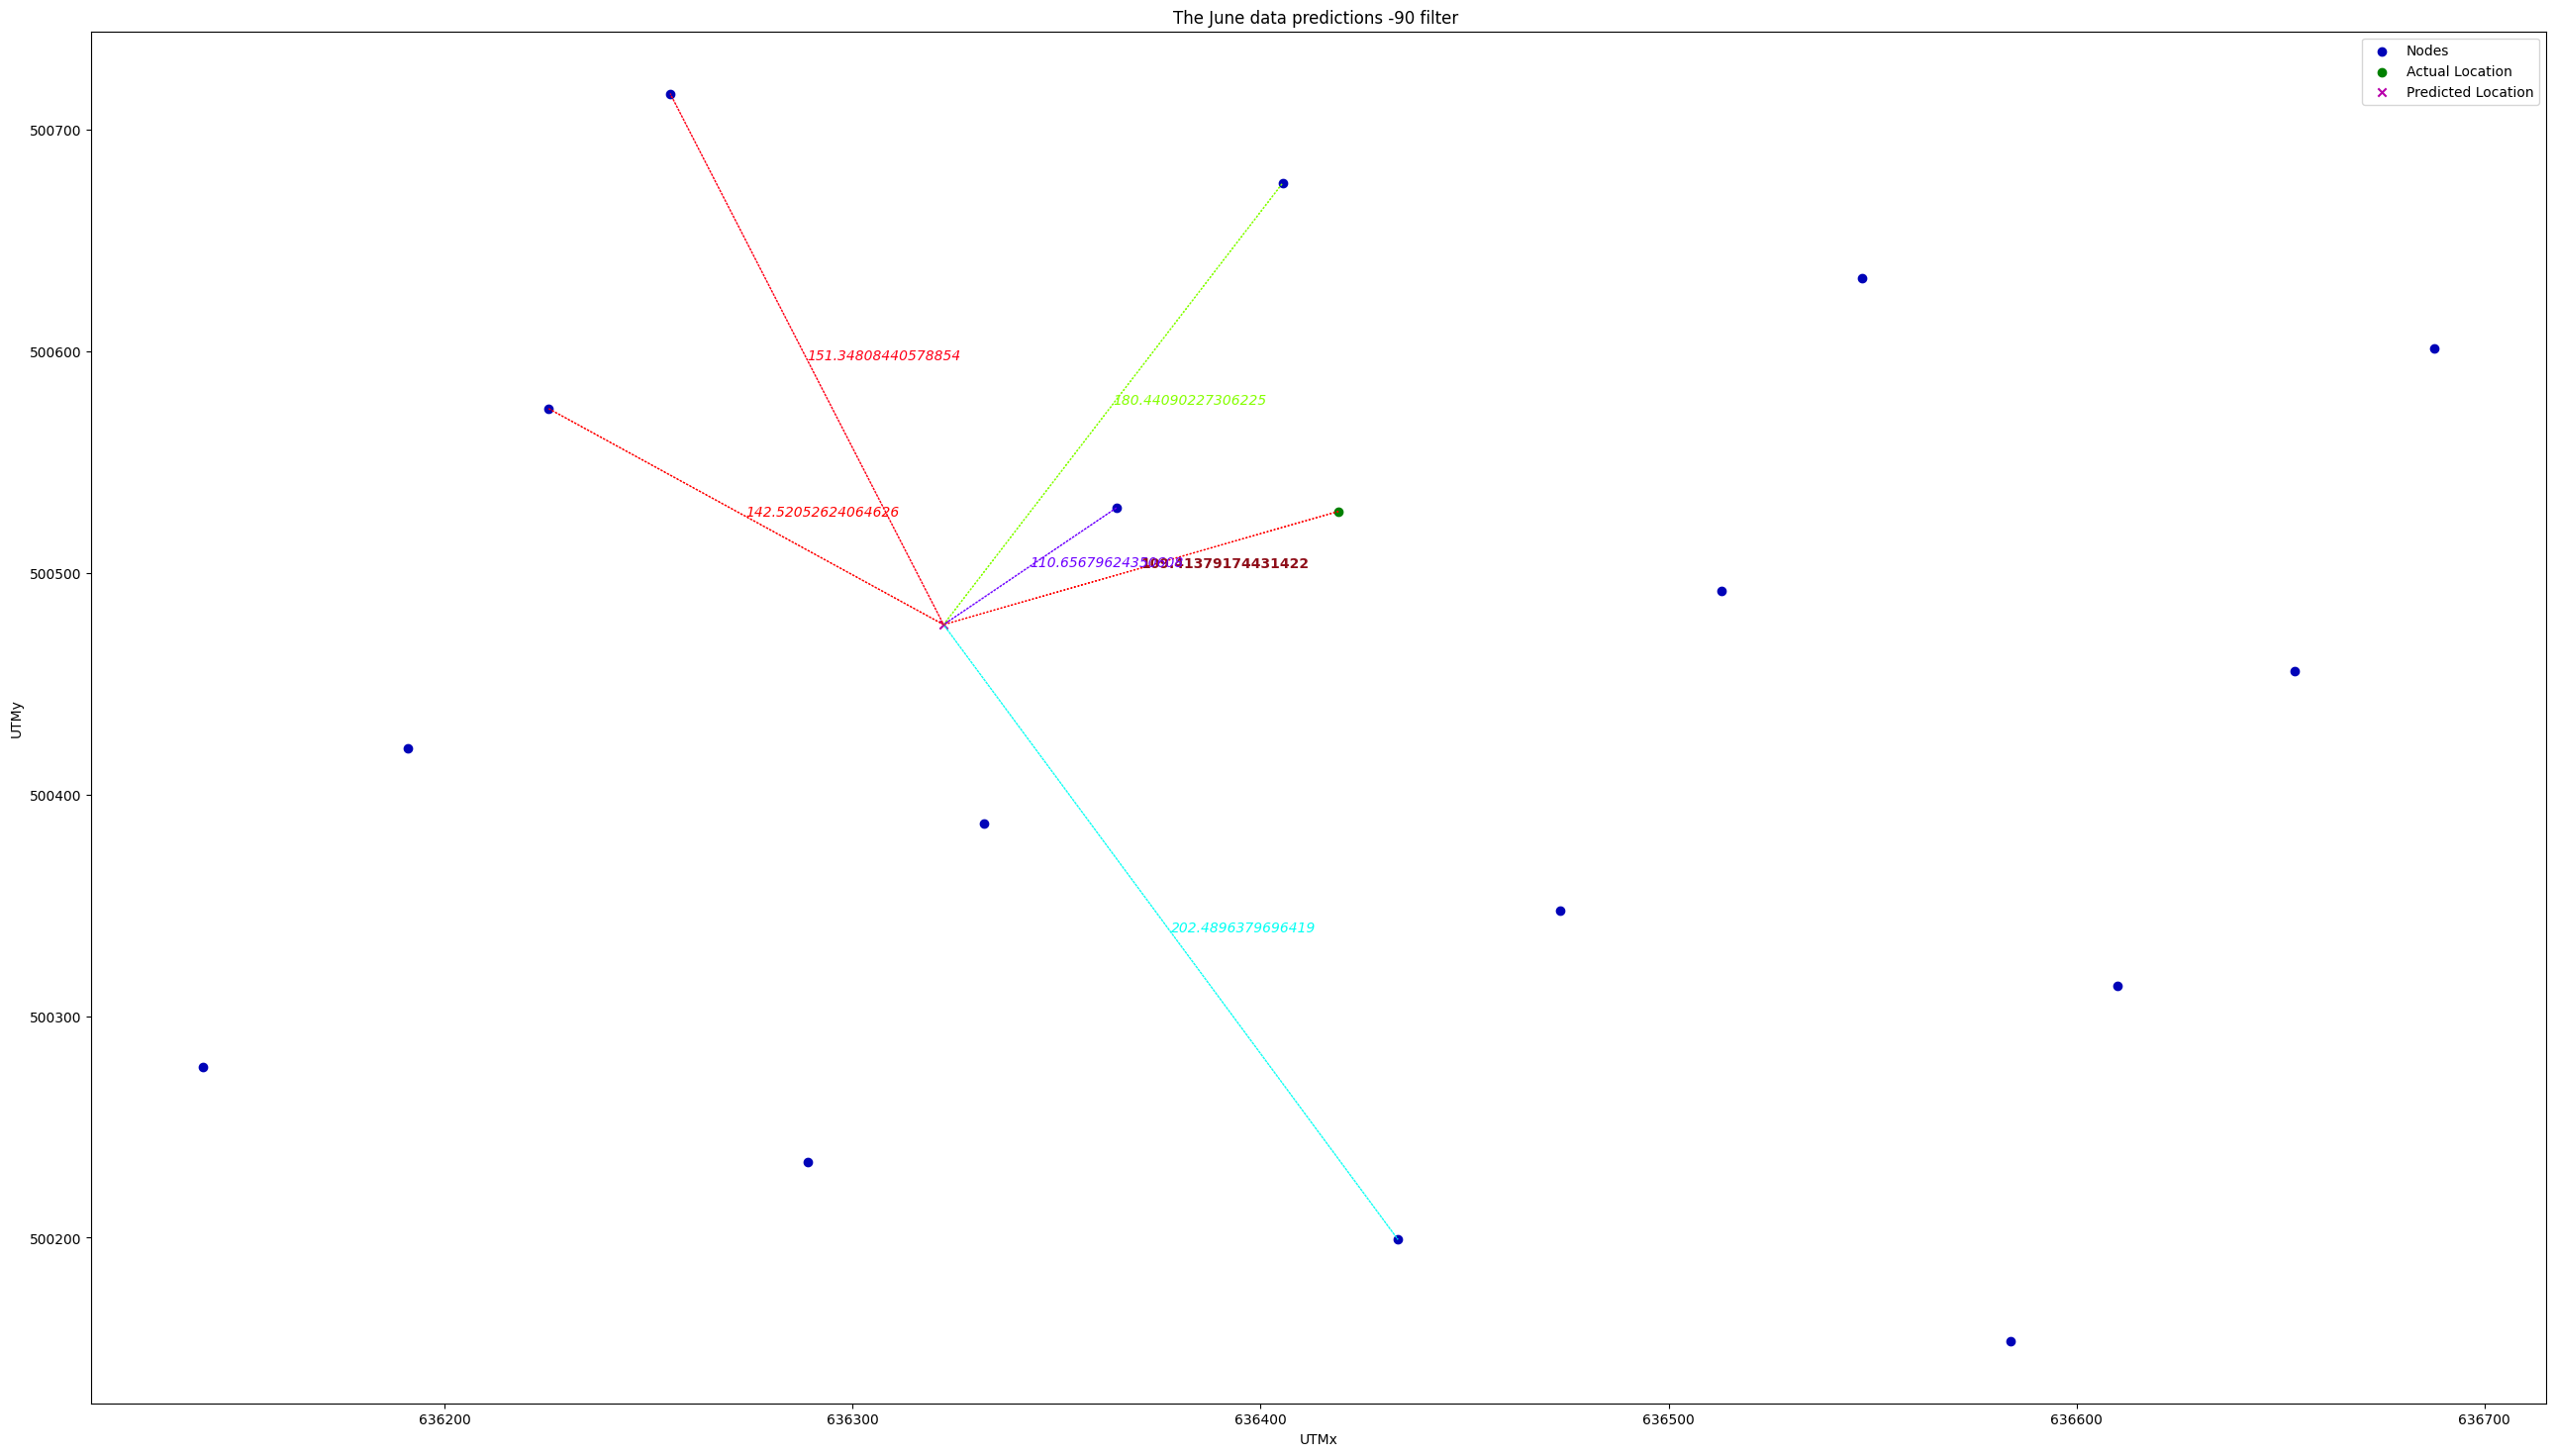 The June data predictions -90 filter
Nodes
Actual Location
Predicted Location
500700
500600
500500
500400
500300
500200
UTMy
151.34808440578854
180.44090227306225
142.52052624064626
109.41379174431422
202.4896379696419
636200
636300
636400
636500
636600
636700
UTMx